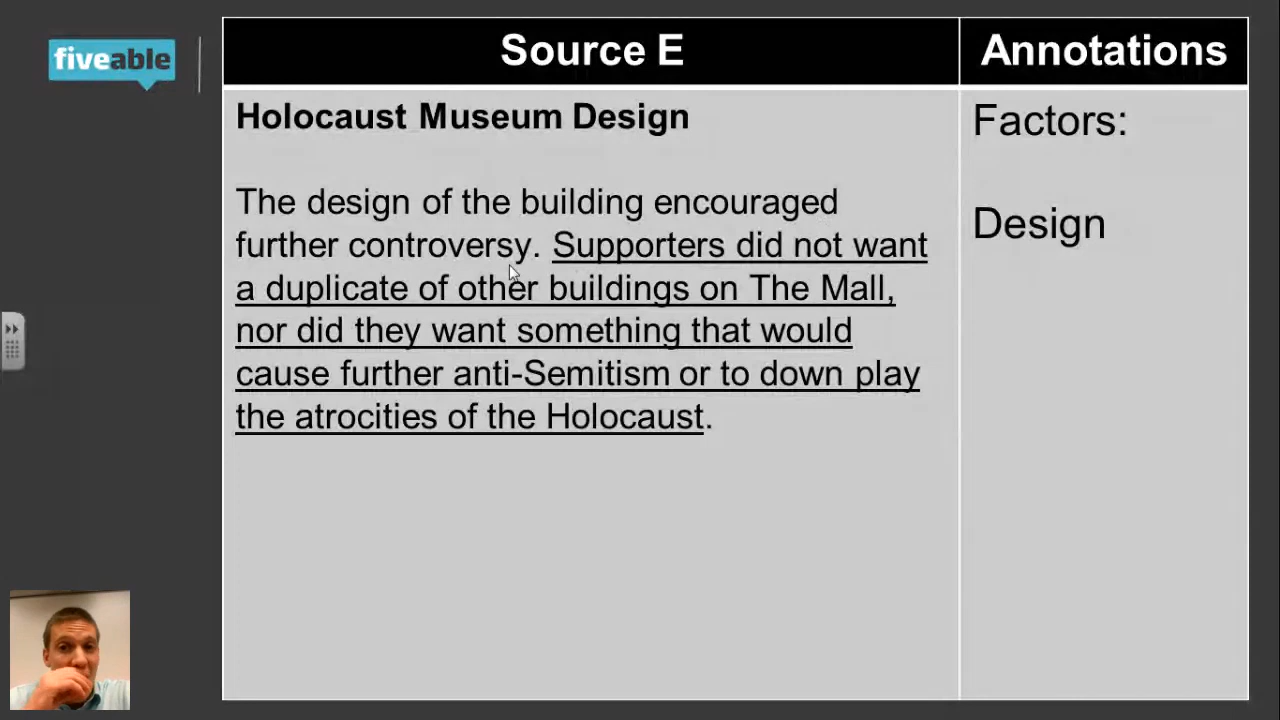 fiveable
Source E
Annotations
Holocaust Museum Design
The design of the building encouraged
further controversy. Supporters did not want
a duplicate of other buildings on The Mall,
nor did they want something that would
cause further anti-Semitism or to down play
the atrocities of the Holocaust.
Factors:
Design